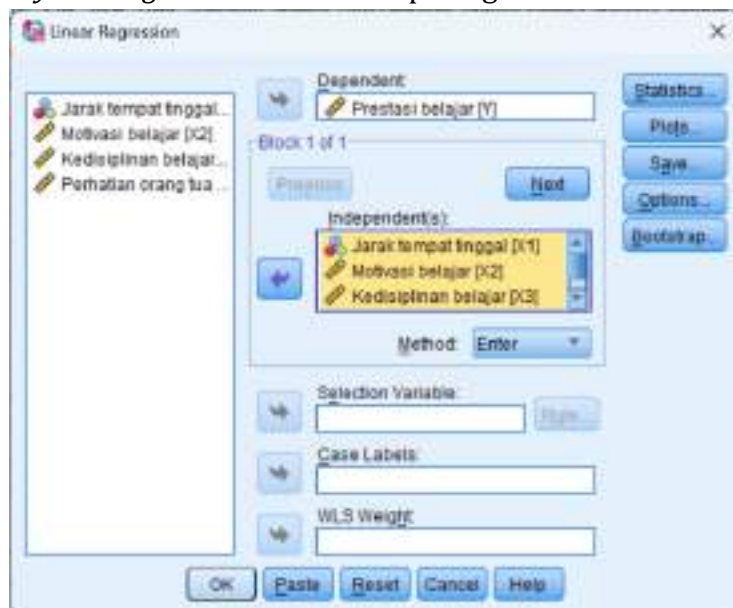 Linear Regression
Jarak tempat tinggal...
Motivasi belajar [X2]
Kedisiplinan belajar...
Perhatian orang tua ...
Dependent:
Prestasi belajar [Y]
Block 1 of 1
Previous
Next
Independent(s):
Jarak tempat tinggal [X1]
Motivasi belajar [X2]
Kedisiplinan belajar [X3]
Method: Enter
Selection Variable:
Rule...
Case Labels:
WLS Weight:
Statistics...
Plots...
Save...
Options...
Bootstrap...
OK
Paste
Reset
Cancel
Help